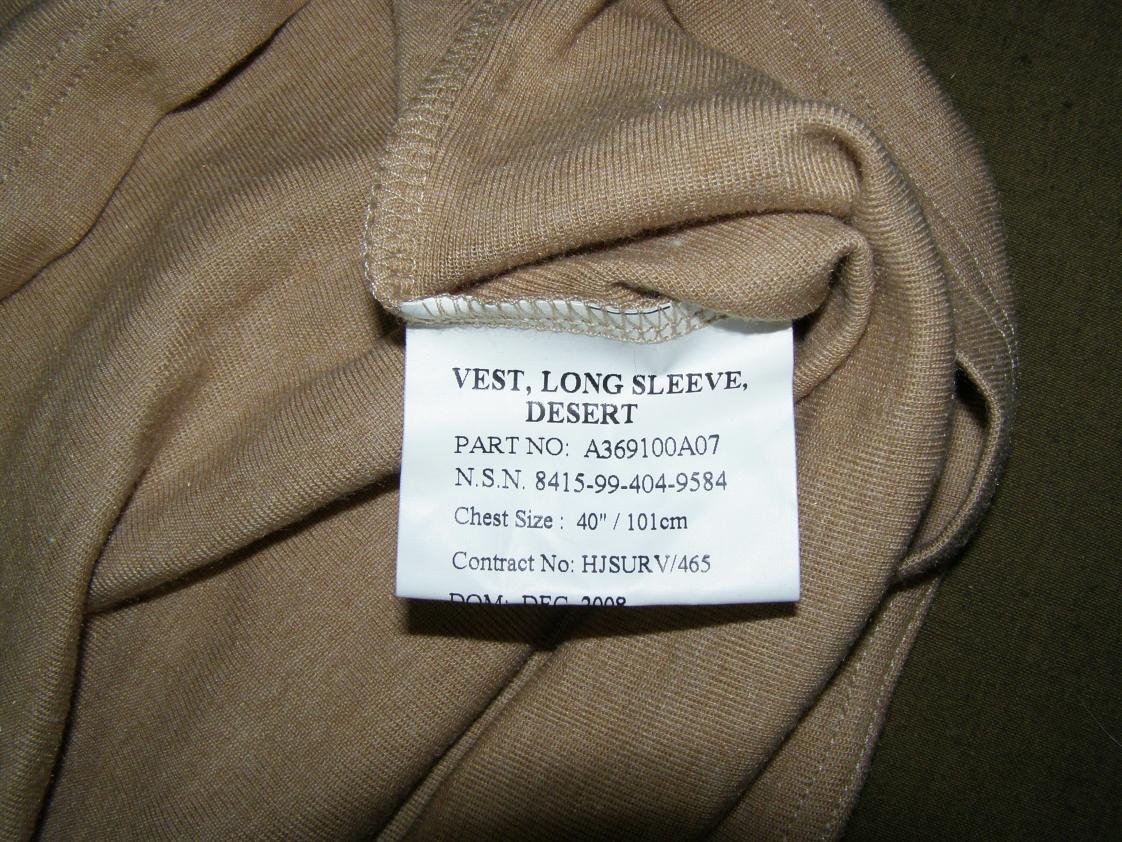 VEST, LONG SLEEVE,
DESERT
PART NO: A369100A07
N.S.N. 8415-99-404-9584
Chest Size : 40" / 101cm
Contract No: HJSURV/465
DOM: DEC 2008